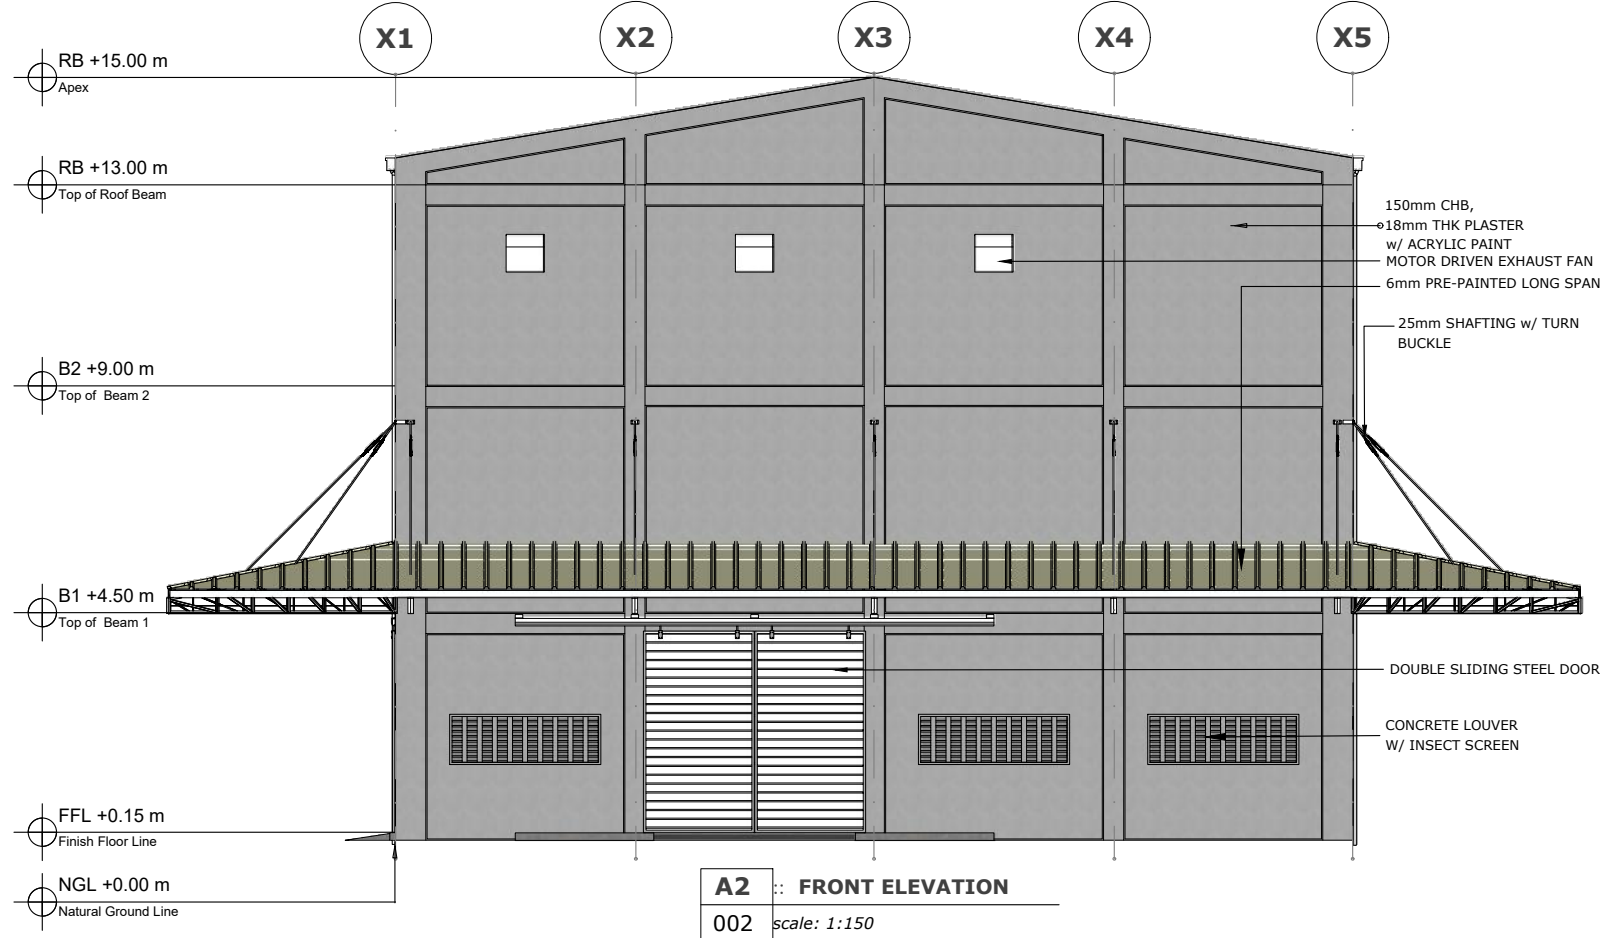 X1 X2 X3 X4 X5
RB +15.00 m
Apex
RB +13.00 m
Top of Roof Beam
150mm CHB,
18mm THK PLASTER
w/ ACRYLIC PAINT
MOTOR DRIVEN EXHAUST FAN
6mm PRE-PAINTED LONG SPAN
25mm SHAFTING w/ TURN
BUCKLE
B2 +9.00 m
Top of Beam 2
B1 +4.50 m
Top of Beam 1
DOUBLE SLIDING STEEL DOOR
CONCRETE LOUVER
W/ INSECT SCREEN
FFL +0.15 m
Finish Floor Line
NGL +0.00 m
Natural Ground Line
A2 :: FRONT ELEVATION
002 scale: 1:150